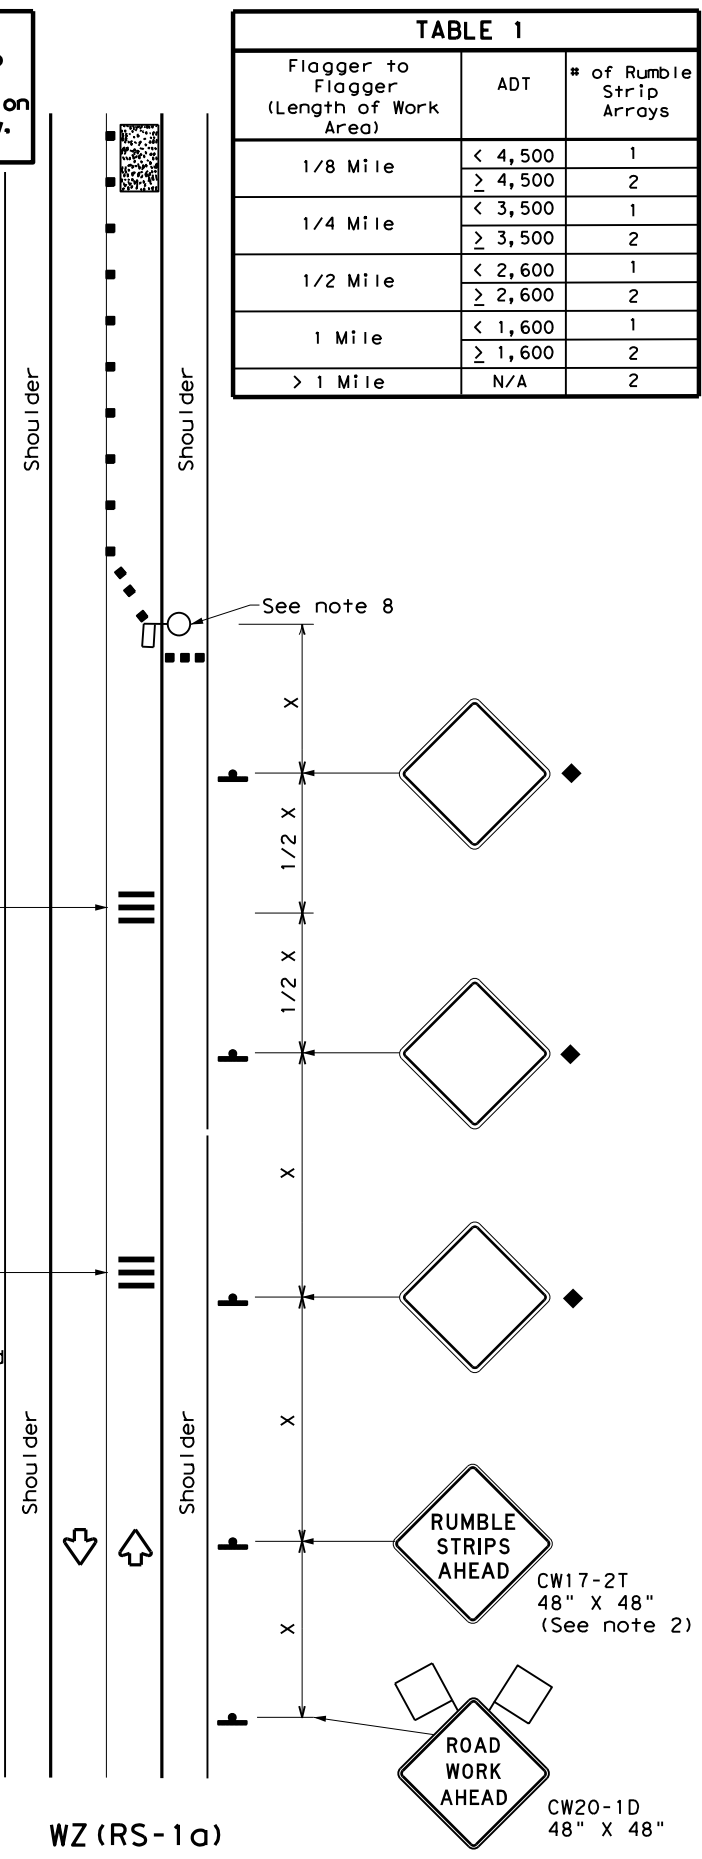 on
TABLE 1
Flagger to
Flagger
(Length of Work
Area)
ADT
# of Rumble
Strip
Arrays
1/8 Mile
< 4,500
1
≥ 4,500
2
1/4 Mile
< 3,500
1
≥ 3,500
2
1/2 Mile
< 2,600
1
≥ 2,600
2
1 Mile
< 1,600
1
≥ 1,600
2
> 1 Mile
N/A
2
Shoulder
Shoulder
See note 8
X
1/2 X
1/2 X
X
X
Shoulder
Shoulder
RUMBLE
STRIPS
AHEAD
CW17-2T
48" X 48"
(See note 2)
X
ROAD
WORK
AHEAD
CW20-1D
48" X 48"
WZ(RS-1a)